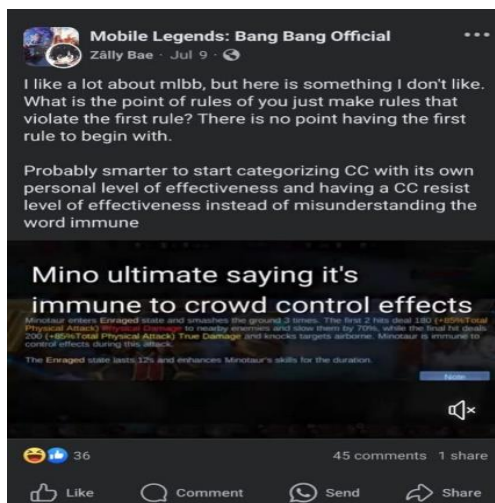 Mobile Legends: Bang Bang Official
Zâlly Bae · Jul 9 ·
I like a lot about mlbb, but here is something I don't like.
What is the point of rules of you just make rules that
violate the first rule? There is no point having the first
rule to begin with.
Probably smarter to start categorizing CC with its own
personal level of effectiveness and having a CC resist
level of effectiveness instead of misunderstanding the
word immune
Mino ultimate saying it's
immune to crowd control effects
Minotaur enters Enraged state and smashes the ground 3 times. The first 2 hits deal 180 (+85%Total
Physical Attack) Physical Damage to nearby enemies and slow them by 70%, while the final hit deals
200 (+85%Total Physical Attack) True Damage and knocks targets airborne. Minotaur is immune to
control effects during this attack.
The Enraged state lasts 12s and enhances Minotaur's skills for the duration.
Note
36
45 comments 1 share
Like Comment Send Share